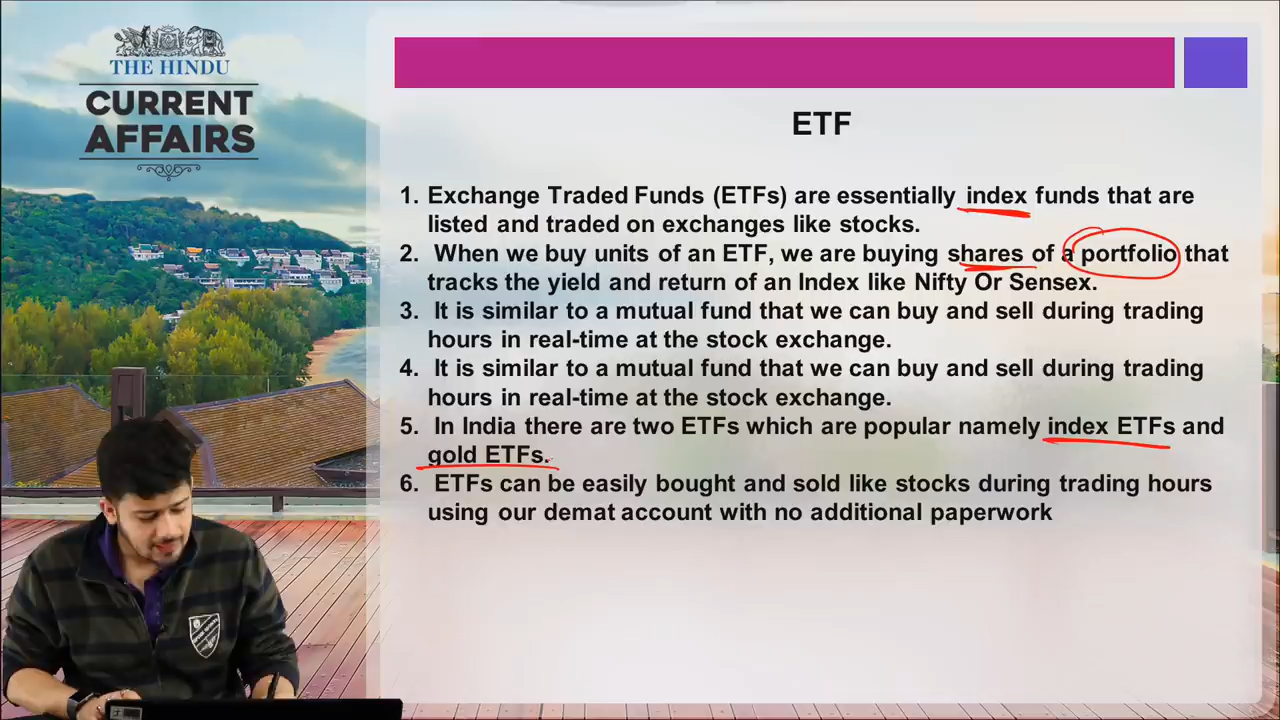 THE HINDU
CURRENT
AFFAIRS
ETF
1. Exchange Traded Funds (ETFs) are essentially index funds that are
listed and traded on exchanges like stocks.
2. When we buy units of an ETF, we are buying shares of a portfolio that
tracks the yield and return of an Index like Nifty Or Sensex.
3. It is similar to a mutual fund that we can buy and sell during trading
hours in real-time at the stock exchange.
4. It is similar to a mutual fund that we can buy and sell during trading
hours in real-time at the stock exchange.
5. In India there are two ETFs which are popular namely index ETFs and
gold ETFs.
6. ETFs can be easily bought and sold like stocks during trading hours
using our demat account with no additional paperwork